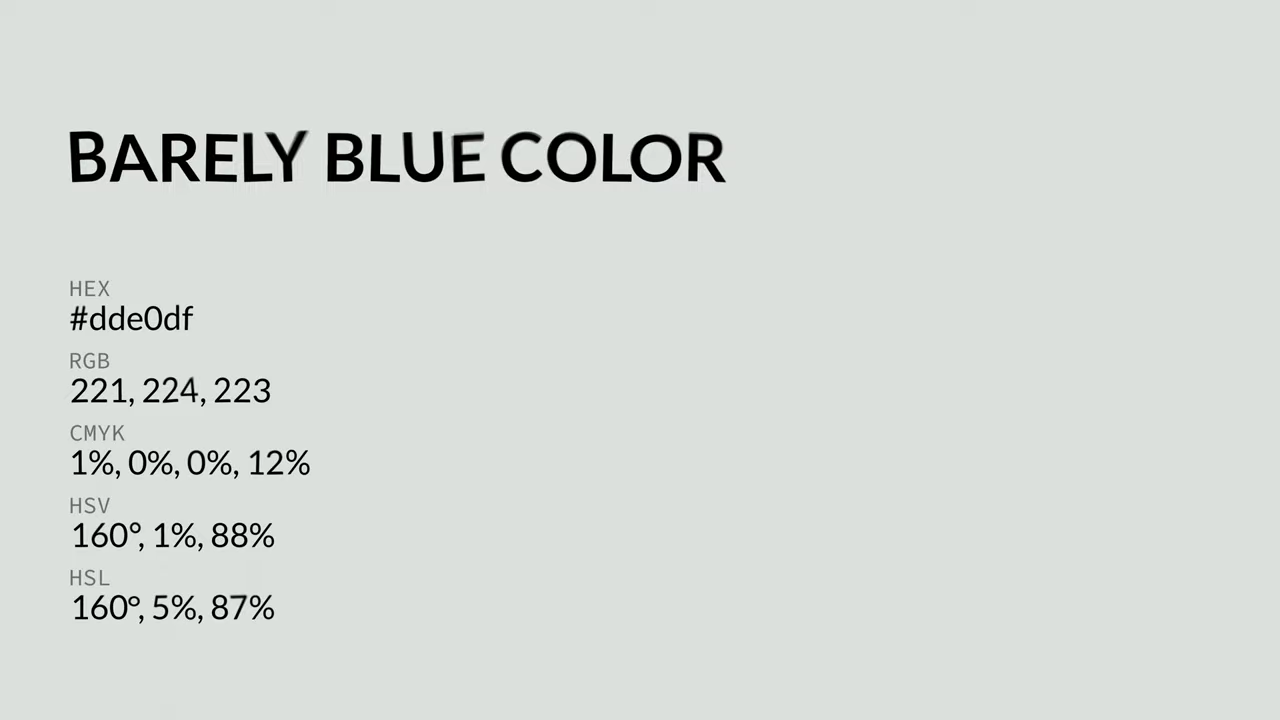 BARELY BLUE COLOR
HEX
#dde0df
RGB
221, 224, 223
CMYK
1%, 0%, 0%, 12%
HSV
160°, 1%, 88%
HSL
160°, 5%, 87%